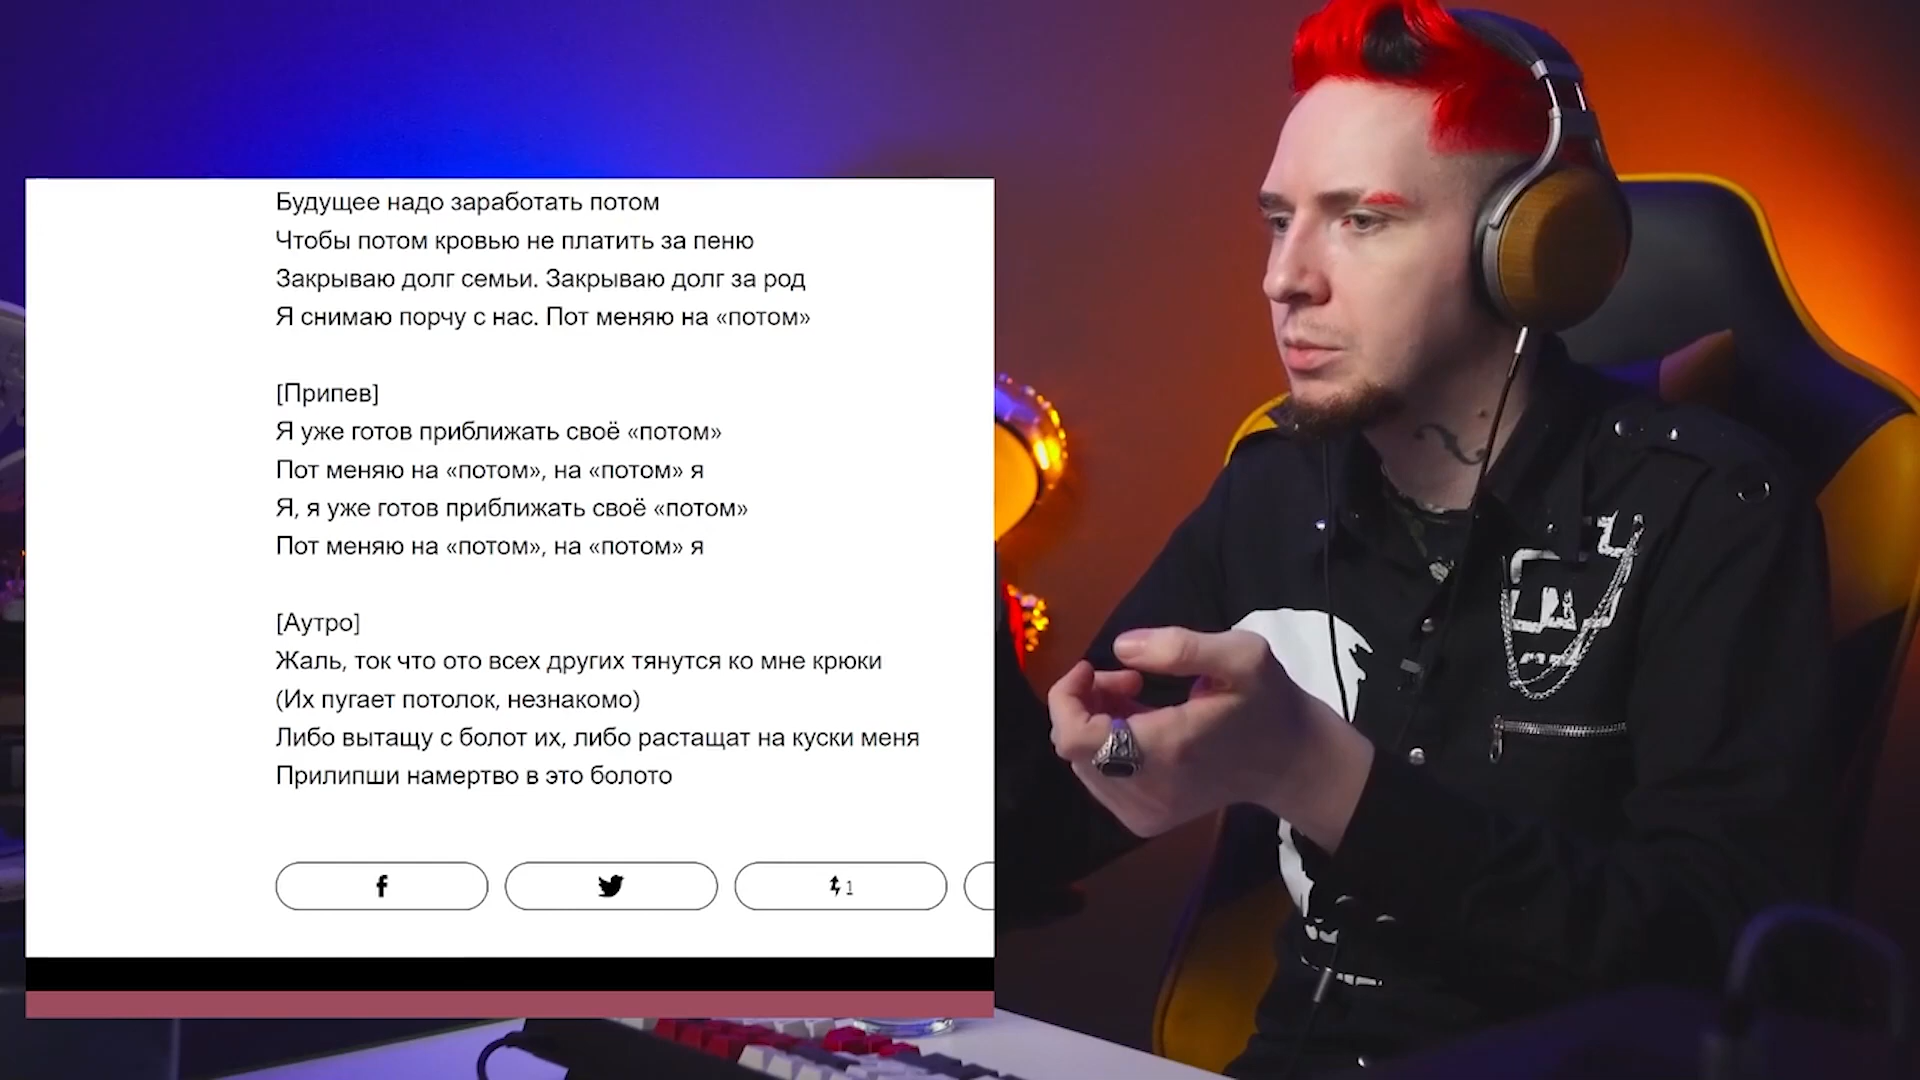 Будущее надо заработать потом
Чтобы потом кровью не платить за пеню
Закрываю долг семьи. Закрываю долг за род
Я снимаю порчу с нас. Пот меняю на «потом»
[Припев]
Я уже готов приближать своё «потом»
Пот меняю на «потом», на «потом» я
Я, я уже готов приближать своё «потом»
Пот меняю на «потом», на «потом» я
[Аутро]
Жаль, ток что ото всех других тянутся ко мне крюки
(Их пугает потолок, незнакомо)
Либо вытащу с болот их, либо растащат на куски меня
Прилипши намертво в это болото
1